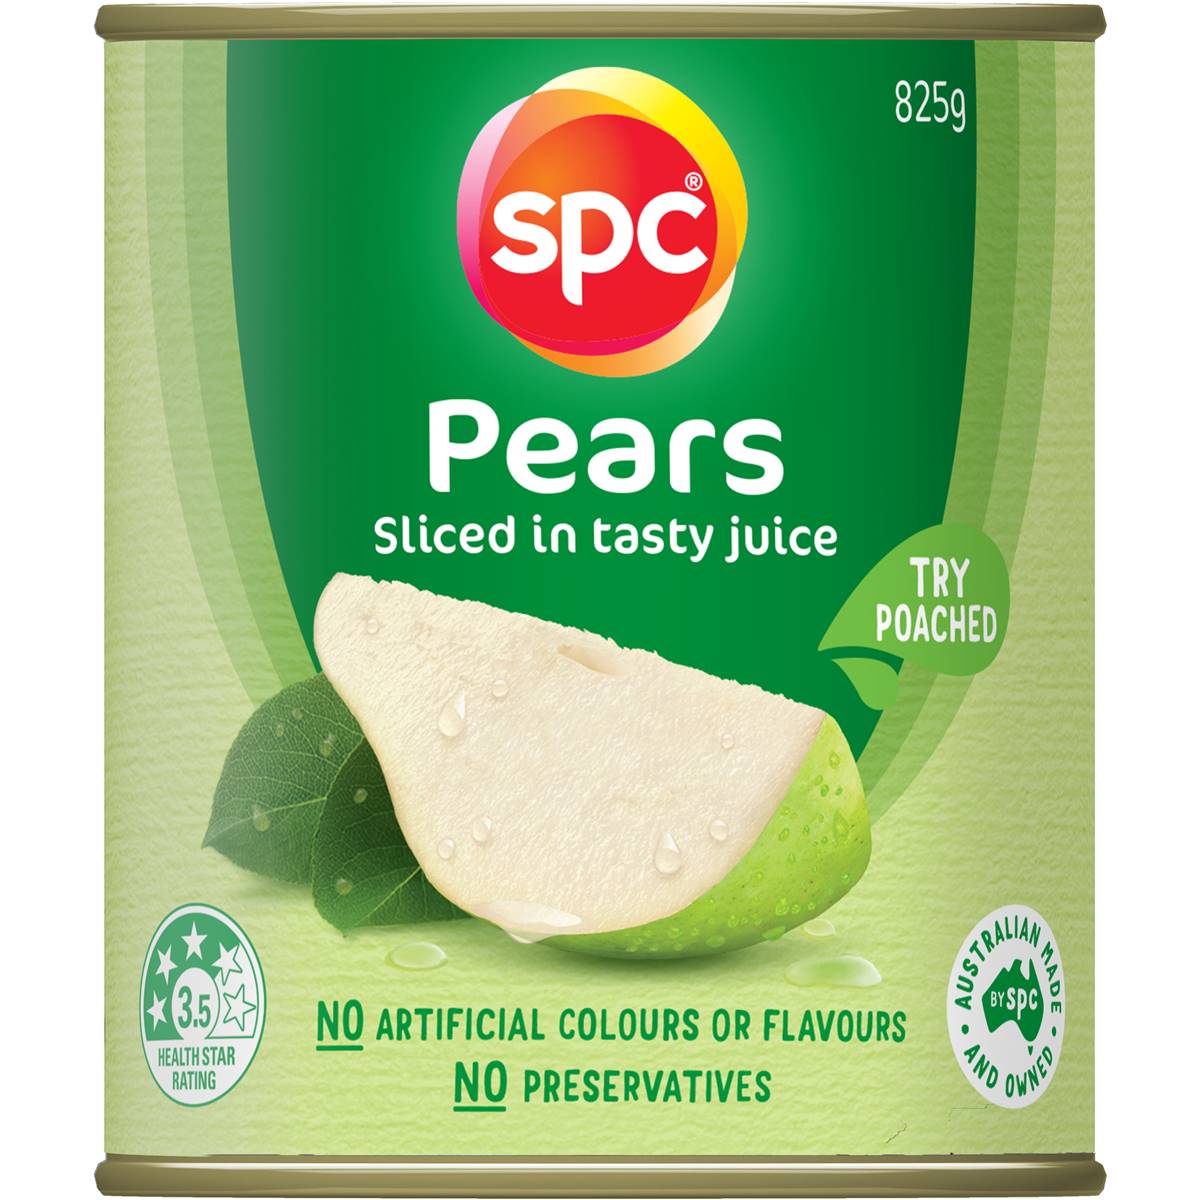 825g
spc®
Pears
Sliced in tasty juice
TRY
POACHED
3.5
HEALTH STAR
RATING
NO ARTIFICIAL COLOURS OR FLAVOURS
NO PRESERVATIVES
AUSTRALIAN MADE
BY SPC
AND OWNED